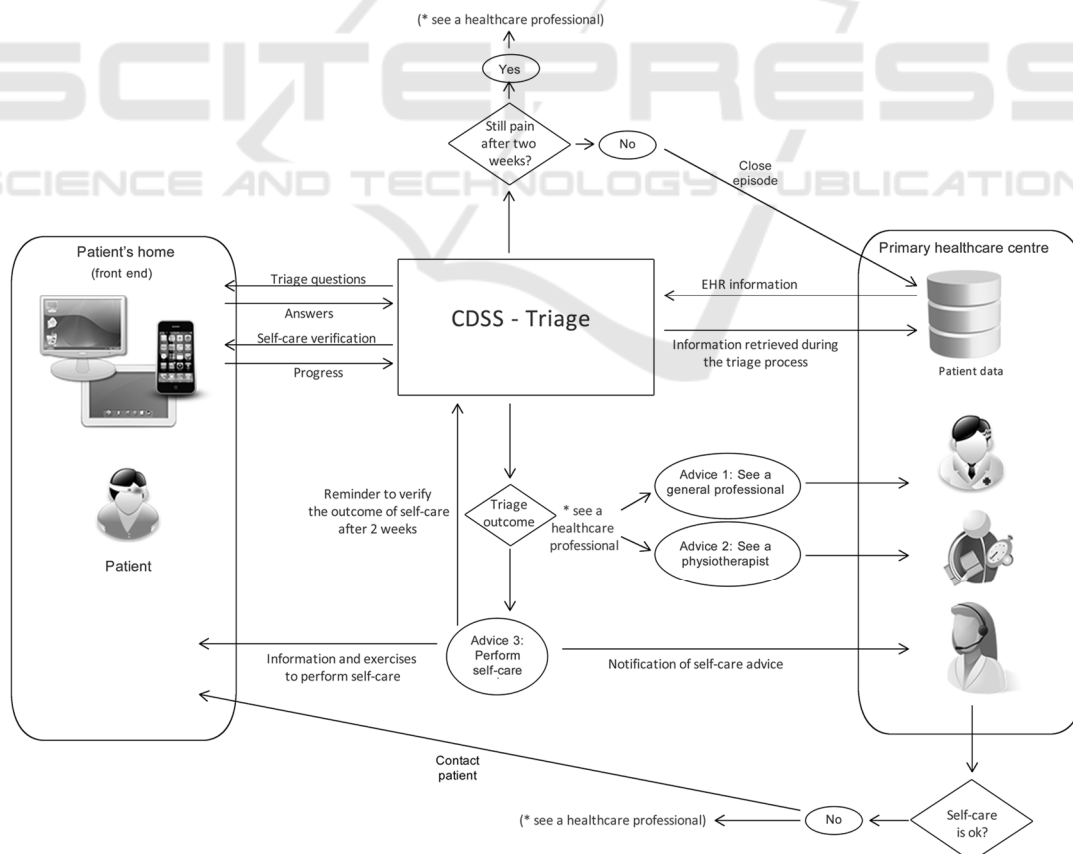 (* see a healthcare professional)
Yes
SCITEPRESS
Still pain
after two
weeks?
No
Close
episode
SCIENCE AND TECHNOLOGY PUBLICATIONS
Patient's home
(front end)
Primary healthcare centre
Triage questions
Answers
Self-care verification
Progress
CDSS - Triage
EHR information
Information retrieved during
the triage process
Patient data
Reminder to verify
the outcome of self-care
after 2 weeks
Triage
outcome
* see a
healthcare
professional
Advice 1: See a
general professional
Advice 2: See a
physiotherapist
Patient
Advice 3:
Perform
self-care
Information and exercises
to perform self-care
Notification of self-care advice
Contact
patient
(* see a healthcare professional)
No
Self-care
is ok?